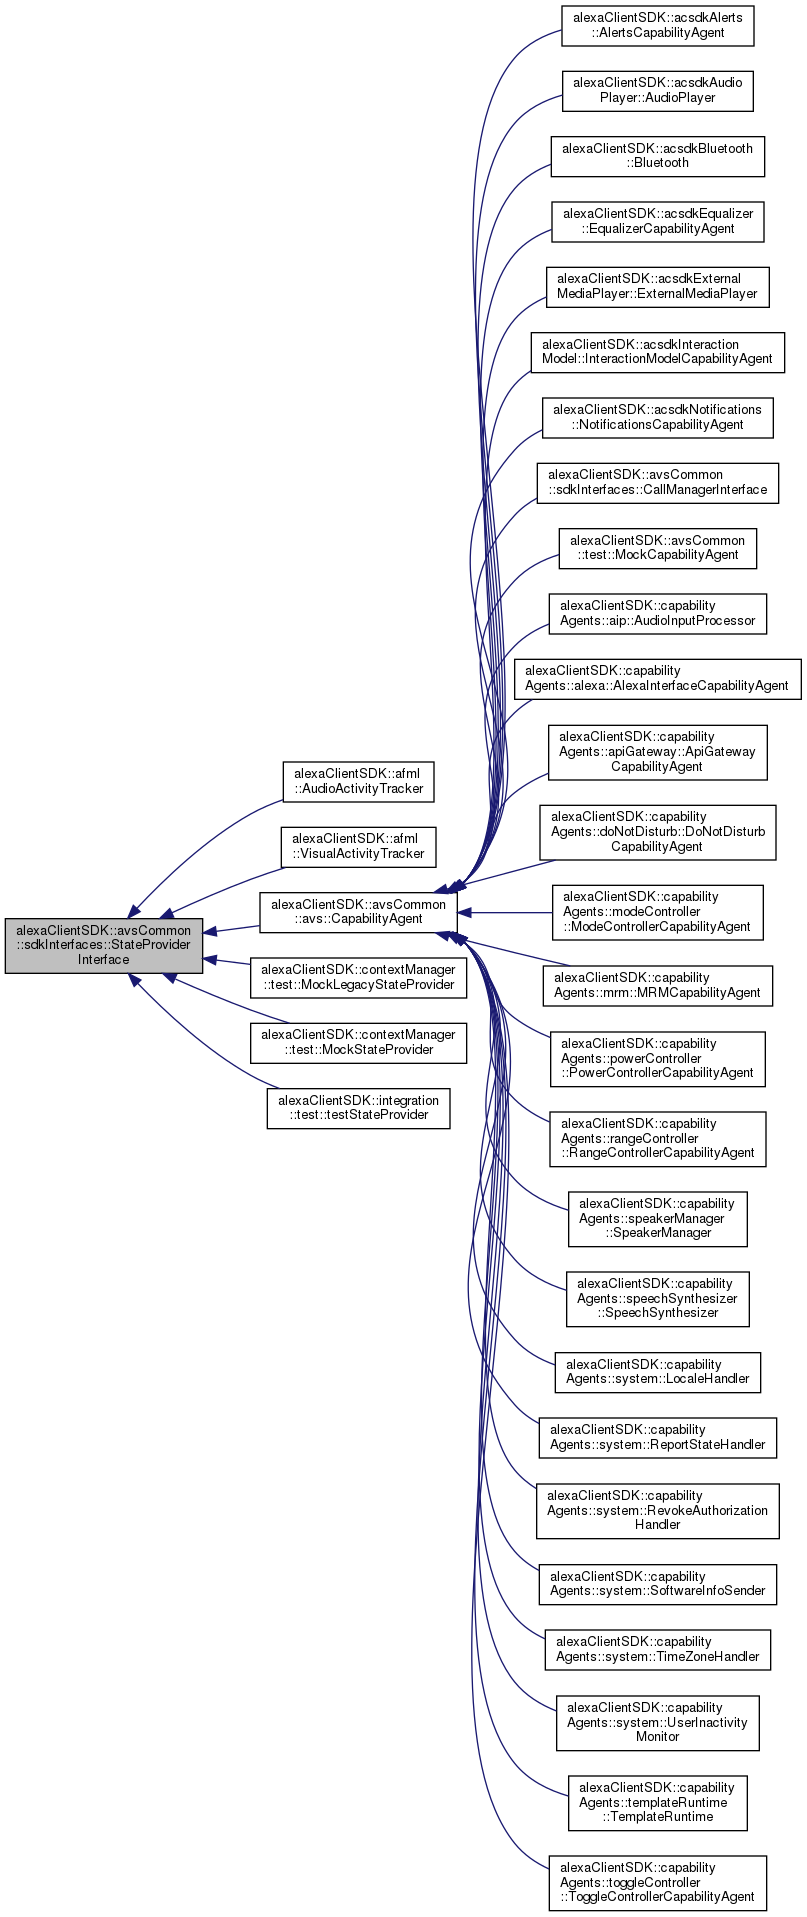 alexaClientSDK::acsdkAlerts
::AlertsCapabilityAgent
alexaClientSDK::acsdkAudio
Player::AudioPlayer
alexaClientSDK::acsdkBluetooth
::Bluetooth
alexaClientSDK::acsdkEqualizer
::EqualizerCapabilityAgent
alexaClientSDK::acsdkExternal
MediaPlayer::ExternalMediaPlayer
alexaClientSDK::acsdkInteraction
Model::InteractionModelCapabilityAgent
alexaClientSDK::acsdkNotifications
::NotificationsCapabilityAgent
alexaClientSDK::avsCommon
::sdkInterfaces::CallManagerInterface
alexaClientSDK::avsCommon
::test::MockCapabilityAgent
alexaClientSDK::capability
Agents::aip::AudioInputProcessor
alexaClientSDK::capability
Agents::alexa::AlexaInterfaceCapabilityAgent
alexaClientSDK::capability
Agents::apiGateway::ApiGateway
CapabilityAgent
alexaClientSDK::afml
::AudioActivityTracker
alexaClientSDK::capability
Agents::doNotDisturb::DoNotDisturb
CapabilityAgent
alexaClientSDK::afml
::VisualActivityTracker
alexaClientSDK::avsCommon
::avs::CapabilityAgent
alexaClientSDK::capability
Agents::modeController
::ModeControllerCapabilityAgent
alexaClientSDK::avsCommon
::sdkInterfaces::StateProvider
Interface
alexaClientSDK::contextManager
::test::MockLegacyStateProvider
alexaClientSDK::capability
Agents::mrm::MRMCapabilityAgent
alexaClientSDK::contextManager
::test::MockStateProvider
alexaClientSDK::capability
Agents::powerController
::PowerControllerCapabilityAgent
alexaClientSDK::integration
::test::testStateProvider
alexaClientSDK::capability
Agents::rangeController
::RangeControllerCapabilityAgent
alexaClientSDK::capability
Agents::speakerManager
::SpeakerManager
alexaClientSDK::capability
Agents::speechSynthesizer
::SpeechSynthesizer
alexaClientSDK::capability
Agents::system::LocaleHandler
alexaClientSDK::capability
Agents::system::ReportStateHandler
alexaClientSDK::capability
Agents::system::RevokeAuthorization
Handler
alexaClientSDK::capability
Agents::system::SoftwareInfoSender
alexaClientSDK::capability
Agents::system::TimeZoneHandler
alexaClientSDK::capability
Agents::system::UserInactivity
Monitor
alexaClientSDK::capability
Agents::templateRuntime
::TemplateRuntime
alexaClientSDK::capability
Agents::toggleController
::ToggleControllerCapabilityAgent